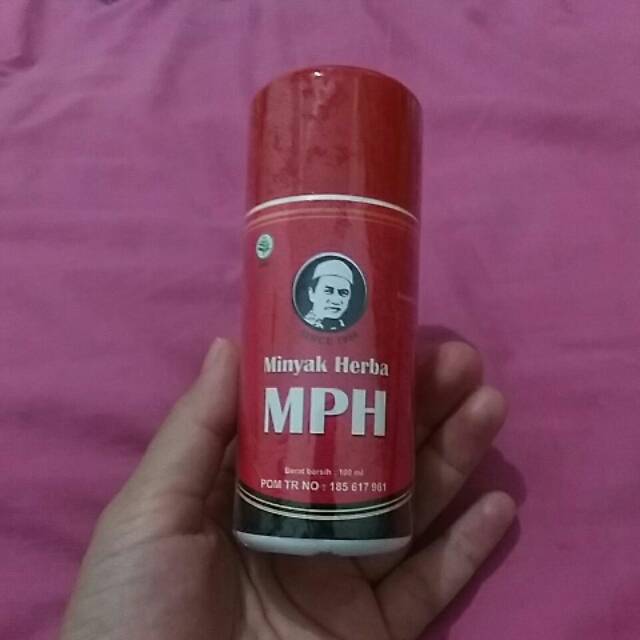 Minyak Herba
MPH
Berat bersih : 100 ml
POM TR NO : 185 617 961